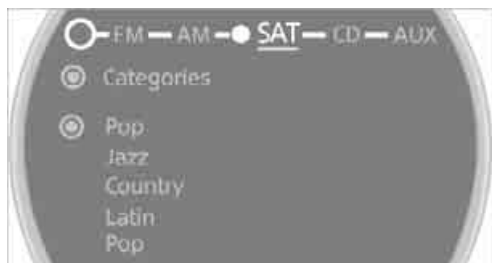 FM AM SAT CD AUX
Categories
Pop
Jazz
Country
Latin
Pop